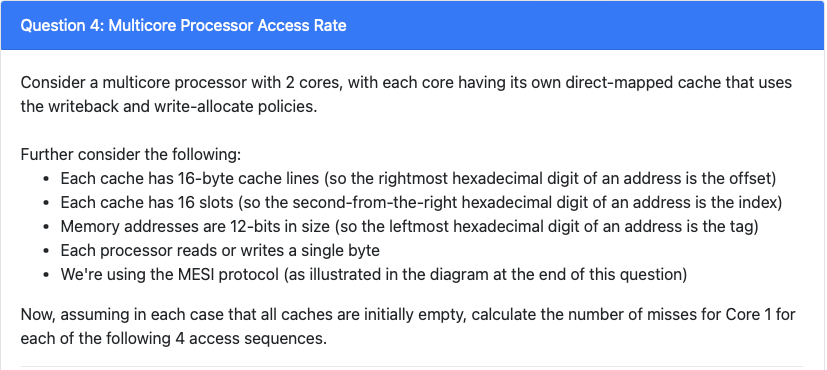 Question 4: Multicore Processor Access Rate
Consider a multicore processor with 2 cores, with each core having its own direct-mapped cache that uses
the writeback and write-allocate policies.
Further consider the following:
• Each cache has 16-byte cache lines (so the rightmost hexadecimal digit of an address is the offset)
• Each cache has 16 slots (so the second-from-the-right hexadecimal digit of an address is the index)
• Memory addresses are 12-bits in size (so the leftmost hexadecimal digit of an address is the tag)
• Each processor reads or writes a single byte
• We're using the MESI protocol (as illustrated in the diagram at the end of this question)
Now, assuming in each case that all caches are initially empty, calculate the number of misses for Core 1 for
each of the following 4 access sequences.